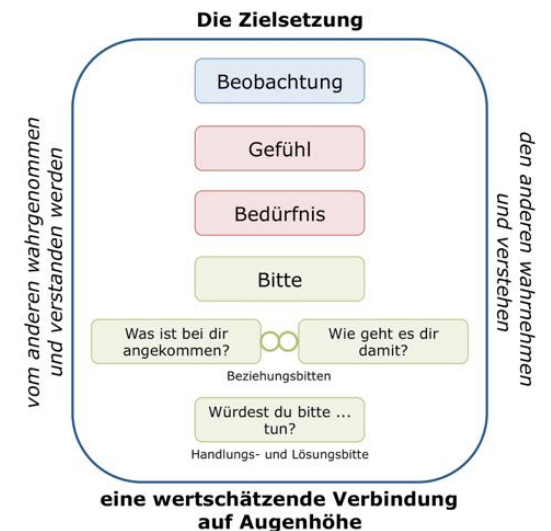 Die Zielsetzung
Beobachtung
Gefühl
Bedürfnis
Bitte
Was ist bei dir
angekommen?
Wie geht es dir
damit?
Beziehungsbitten
Würdest du bitte ...
tun?
Handlungs- und Lösungsbitte
vom anderen wahrgenommen
und verstanden werden
den anderen wahrnehmen
und verstehen
eine wertschätzende Verbindung
auf Augenhöhe